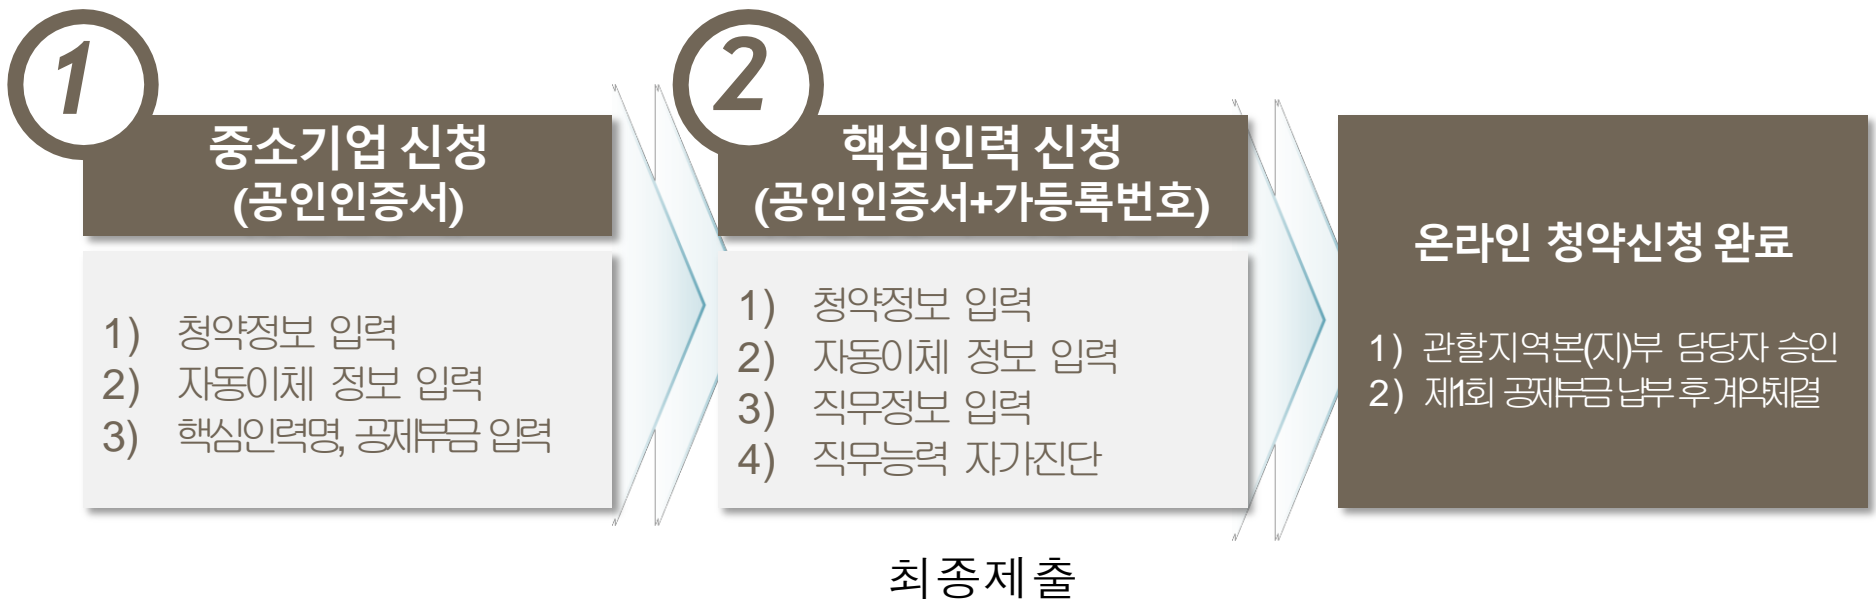 1
중소기업 신청
(공인인증서)
1) 청약정보 입력
2) 자동이체 정보 입력
3) 핵심인력명, 공제부금 입력
2
핵심인력 신청
(공인인증서+가등록번호)
1) 청약정보 입력
2) 자동이체 정보 입력
3) 직무정보 입력
4) 직무능력 자가진단
온라인 청약신청 완료
1) 관할지역본(지)부 담당자 승인
2) 제1회 공제부금 납부 후 계약체결
최종제출